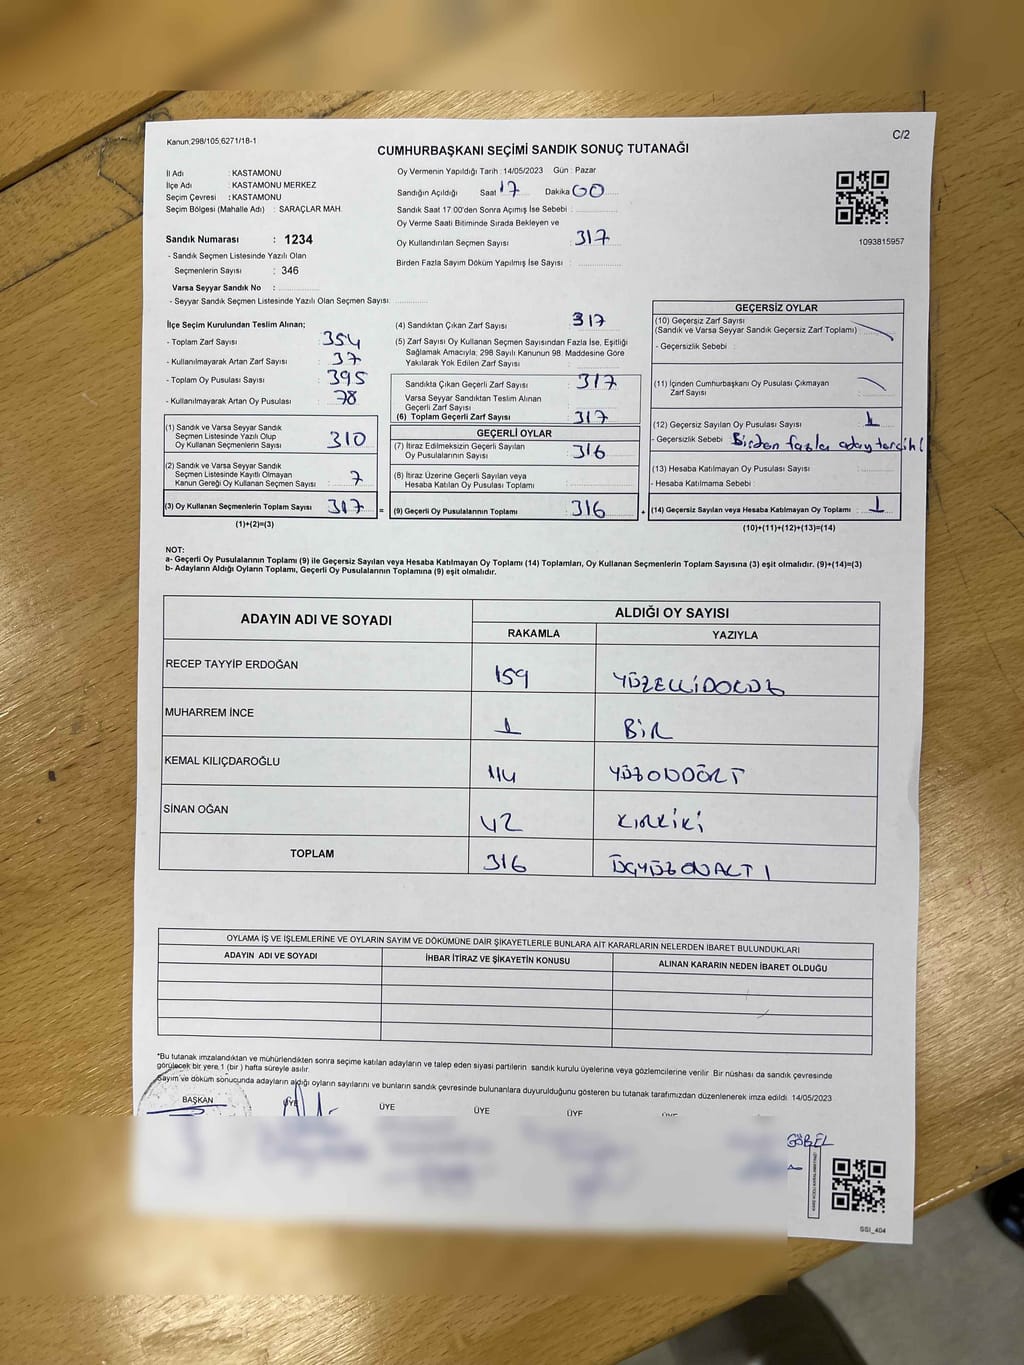 Kanun.298/105,6271/18-1
C/2
CUMHURBAŞKANI SEÇİMİ SANDIK SONUÇ TUTANAĞI
İl Adı : KASTAMONU
İlçe Adı : KASTAMONU MERKEZ
Seçim Çevresi : KASTAMONU
Seçim Bölgesi (Mahalle Adı) : SARAÇLAR MAH.
Oy Vermenin Yapıldığı Tarih : 14/05/2023 Gün : Pazar
Sandığın Açıldığı Saat 17 Dakika 00
Sandık Saat 17 00'den Sonra Açımış İse Sebebi :
Oy Verme Saati Bitiminde Sırada Bekleyen ve
Oy Kullandırılan Seçmen Sayısı : 317
Birden Fazla Sayım Döküm Yapılmış İse Sayısı :
1093815957
Sandık Numarası : 1234
- Sandık Seçmen Listesinde Yazılı Olan
Seçmenlerin Sayısı : 346
Varsa Seyyar Sandık No :
- Seyyar Sandık Seçmen Listesinde Yazılı Olan Seçmen Sayısı
İlçe Seçim Kurulundan Teslim Alınan;
- Toplam Zarf Sayısı : 354
- Kullanılmayarak Artan Zarf Sayısı : 37
- Toplam Oy Pusulası Sayısı : 395
- Kullanılmayarak Artan Oy Pusulası : 78
(1) Sandık ve Varsa Seyyar Sandık
Seçmen Listesinde Yazılı Olup
Oy Kullanan Seçmenlerin Sayısı : 310
(2) Sandık ve Varsa Seyyar Sandık
Seçmen Listesinde Kayıtlı Olmayan
Kanun Gereği Oy Kullanan Seçmen Sayısı : 7
(3) Oy Kullanan Seçmenlerin Toplam Sayısı : 317 =
(1)+(2)=(3)
(4) Sandıktan Çıkan Zarf Sayısı : 317
(5) Zarf Sayısı Oy Kullanan Seçmen Sayısından Fazla İse, Eşitliği
Sağlamak Amacıyla; 298 Sayılı Kanunun 98. Maddesine Göre
Yakılarak Yok Edilen Zarf Sayısı :
Sandıkta Çıkan Geçerli Zarf Sayısı : 317
Varsa Seyyar Sandıktan Teslim Alınan
Geçerli Zarf Sayısı
(6) Toplam Geçerli Zarf Sayısı : 317
GEÇERLİ OYLAR
(7) İtiraz Edilmeksizin Geçerli Sayılan
Oy Pusulalarının Sayısı : 316
(8) İtiraz Üzerine Geçerli Sayılan veya
Hesaba Katılan Oy Pusulası Toplamı :
(9) Geçerli Oy Pusulalarının Toplamı : 316 +
GEÇERSİZ OYLAR
(10) Geçersiz Zarf Sayısı
(Sandık ve Varsa Seyyar Sandık Geçersiz Zarf Toplamı)
- Geçersizlik Sebebi :
(11) İçinden Cumhurbaşkanı Oy Pusulası Çıkmayan
Zarf Sayısı :
(12) Geçersiz Sayılan Oy Pusulası Sayısı : 1
- Geçersizlik Sebebi : Birden fazla aday tercihi
(13) Hesaba Katılmayan Oy Pusulası Sayısı :
- Hesaba Katılmama Sebebi :
(14) Geçersiz Sayılan veya Hesaba Katılmayan Oy Toplamı : 1
(10)+(11)+(12)+(13)=(14)
NOT:
a- Geçerli Oy Pusulalarının Toplamı (9) ile Geçersiz Sayılan veya Hesaba Katılmayan Oy Toplamı (14) Toplamları, Oy Kullanan Seçmenlerin Toplam Sayısına (3) eşit olmalıdır. (9)+(14)=(3)
b- Adayların Aldığı Oyların Toplamı, Geçerli Oy Pusulalarının Toplamına (9) eşit olmalıdır.
ADAYIN ADI VE SOYADI
ALDIĞI OY SAYISI
RAKAMLA YAZIYLA
RECEP TAYYİP ERDOĞAN 159 YÜZELLİDOKUZ
MUHARREM İNCE 1 BİR
KEMAL KILIÇDAROĞLU 114 YÜZONDÖRT
SİNAN OĞAN 42 KIRKİKİ
TOPLAM 316 ÜÇYÜZONALTI
OYLAMA İŞ VE İŞLEMLERİNE VE OYLARIN SAYIM VE DÖKÜMÜNE DAİR ŞİKAYETLERLE BUNLARA AİT KARARLARIN NELERDEN İBARET BULUNDUKLARI
ADAYIN ADI VE SOYADI İHBAR İTİRAZ VE ŞİKAYETİN KONUSU ALINAN KARARIN NEDEN İBARET OLDUĞU
*Bu tutanak imzalandıktan ve mühürlendikten sonra seçime katılan adayların ve talep eden siyasi partilerin sandık kurulu üyelerine veya gözlemcilerine verilir. Bir nüshası da sandık çevresinde
görülecek bir yere 1 (bir ) hafta süreyle asılır.
Sayım ve döküm sonucunda adayların aldığı oyların sayılarını ve bunların sandık çevresinde bulunanlara duyurulduğunu gösteren bu tutanak tarafımızdan düzenlenerek imza edildi. 14/05/2023
BAŞKAN ÜYE ÜYE ÜYE ÜYE
GÖBEL
SSI_404